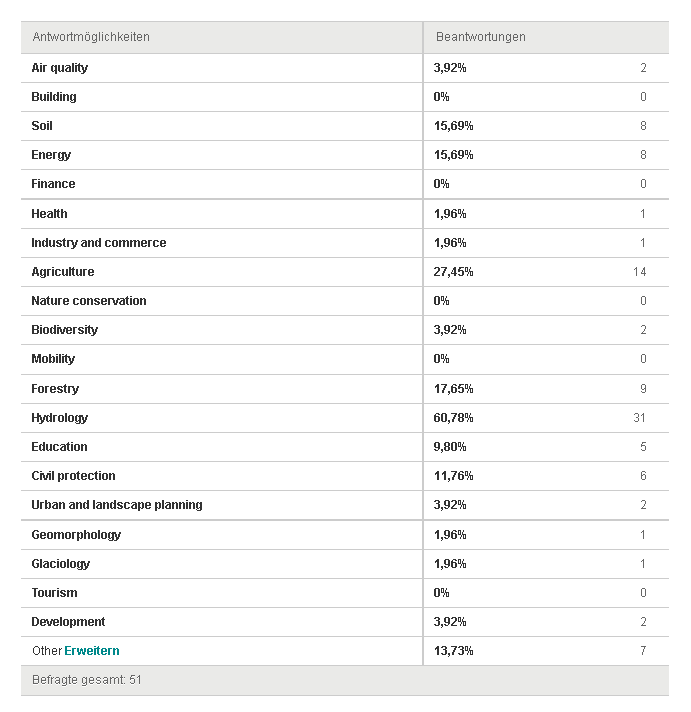 Antwortmöglichkeiten Beantwortungen
Air quality 3,92% 2
Building 0% 0
Soil 15,69% 8
Energy 15,69% 8
Finance 0% 0
Health 1,96% 1
Industry and commerce 1,96% 1
Agriculture 27,45% 14
Nature conservation 0% 0
Biodiversity 3,92% 2
Mobility 0% 0
Forestry 17,65% 9
Hydrology 60,78% 31
Education 9,80% 5
Civil protection 11,76% 6
Urban and landscape planning 3,92% 2
Geomorphology 1,96% 1
Glaciology 1,96% 1
Tourism 0% 0
Development 3,92% 2
Other Erweitern 13,73% 7
Befragte gesamt: 51